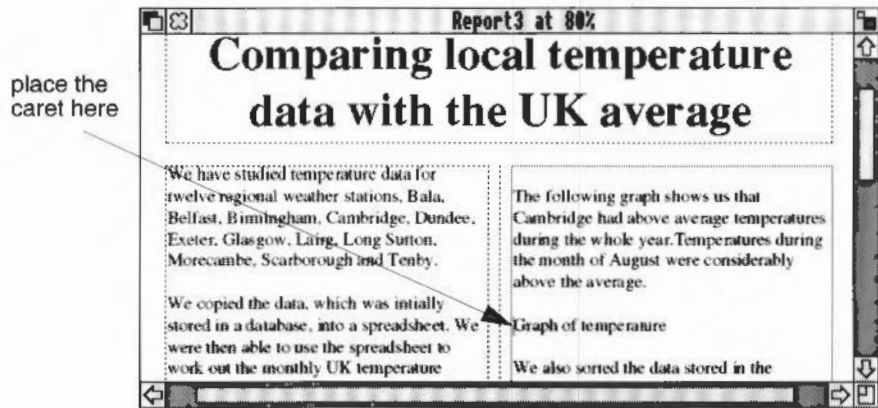 Report3 at 80%
Comparing local temperature
data with the UK average
place the
caret here
We have studied temperature data for
twelve regional weather stations, Bala,
Belfast, Birmingham, Cambridge, Dundee,
Exeter, Glasgow, Laing, Long Sutton,
Morecambe, Scarborough and Tenby.
We copied the data, which was intially
stored in a database, into a spreadsheet. We
were then able to use the spreadsheet to
work out the monthly UK temperature
The following graph shows us that
Cambridge had above average temperatures
during the whole year.Temperatures during
the month of August were considerably
above the average.
Graph of temperature
We also sorted the data stored in the